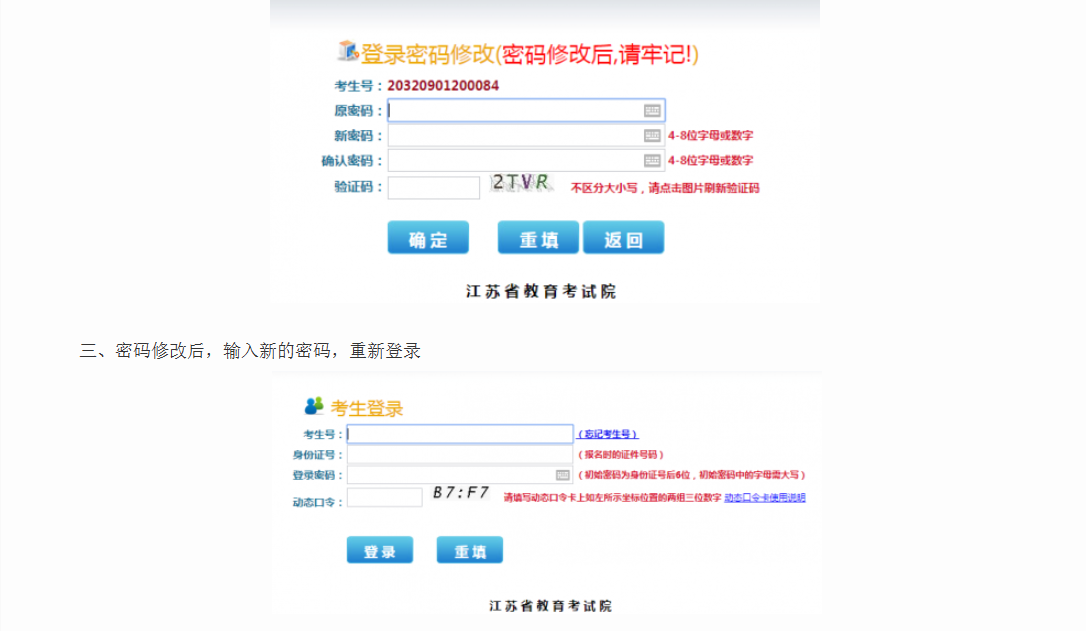 登录密码修改(密码修改后,请牢记!)
考生号：20320901200084
原密码：
新密码： 4-8位字母或数字
确认密码： 4-8位字母或数字
验证码： 2TVR 不区分大小写，请点击图片刷新验证码
确 定 重 填 返 回
江苏省教育考试院
三、密码修改后，输入新的密码，重新登录
考生登录
考生号： （忘记考生号）
身份证号： （报名时的证件号码）
登录密码： （初始密码为身份证号后6位，初始密码中的字母需大写）
动态口令： B7:F7 请填写动态口令卡上如左所示坐标位置的两组三位数字 动态口令卡使用说明
登 录 重 填
江苏省教育考试院